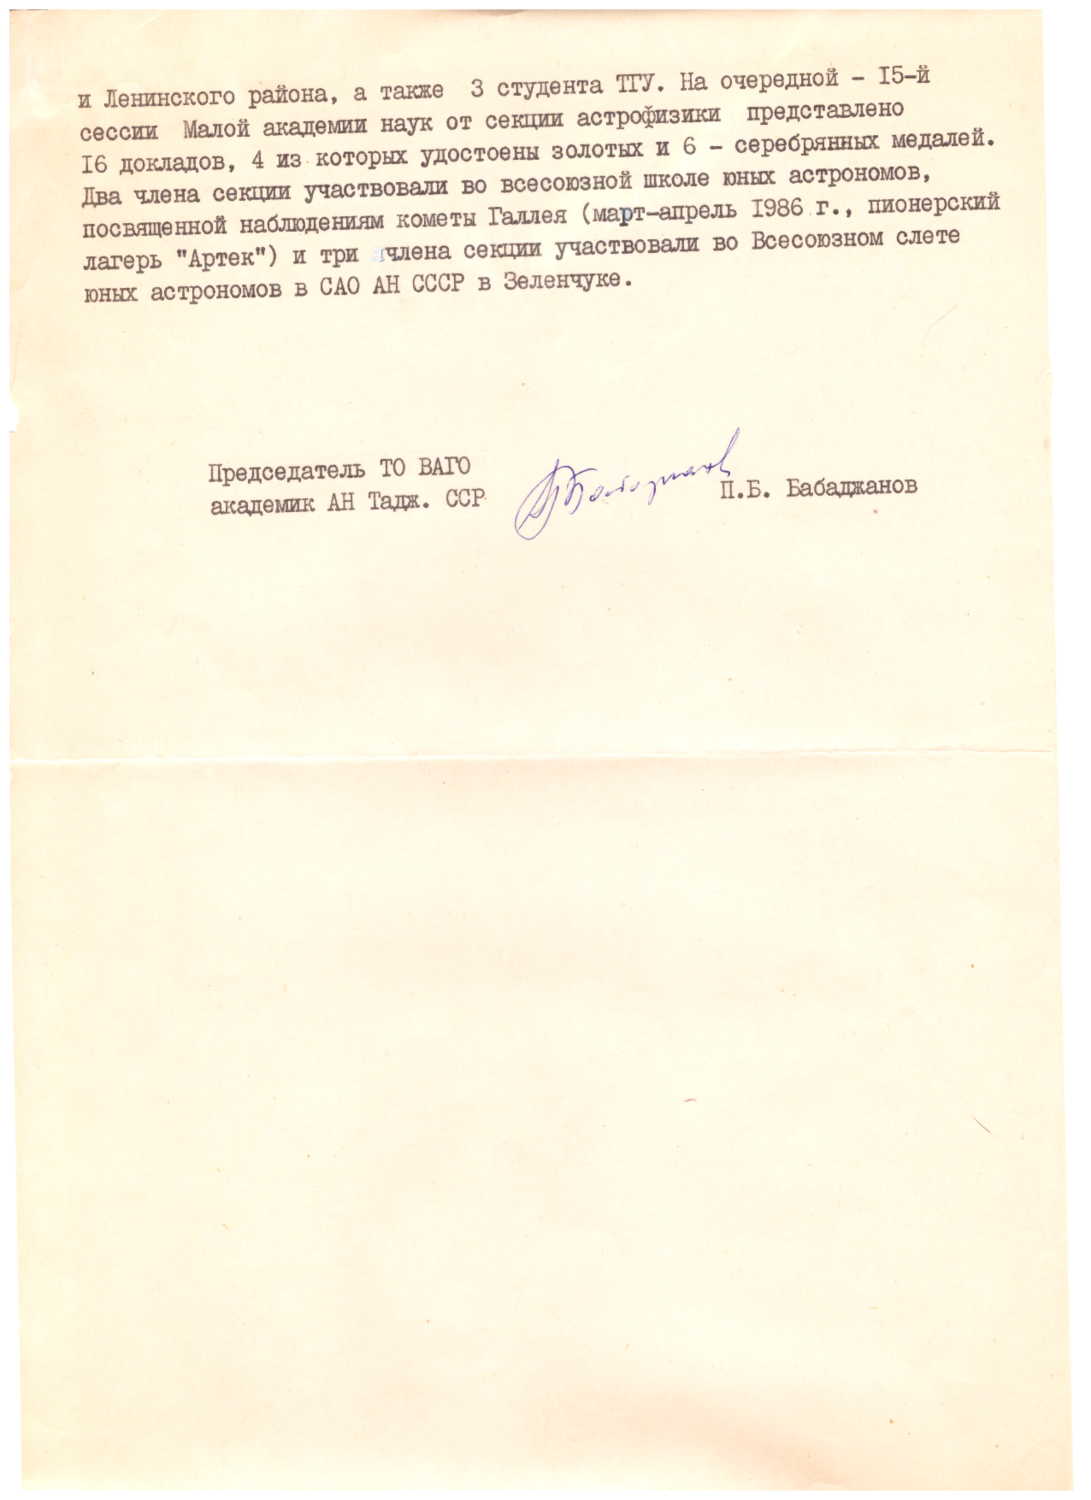 и Ленинского района, а также 3 студента ТГУ. На очередной - 15-й
сессии Малой академии наук от секции астрофизики представлено
16 докладов, 4 из которых удостоены золотых и 6 - серебрянных медалей.
Два члена секции участвовали во всесоюзной школе юных астрономов,
посвященной наблюдениям кометы Галлея (март-апрель 1986 г., пионерский
лагерь "Артек") и три члена секции участвовали во Всесоюзном слете
юных астрономов в САО АН СССР в Зеленчуке.
Председатель ТО ВАГО
академик АН Тадж. ССР П.Б. Бабаджанов